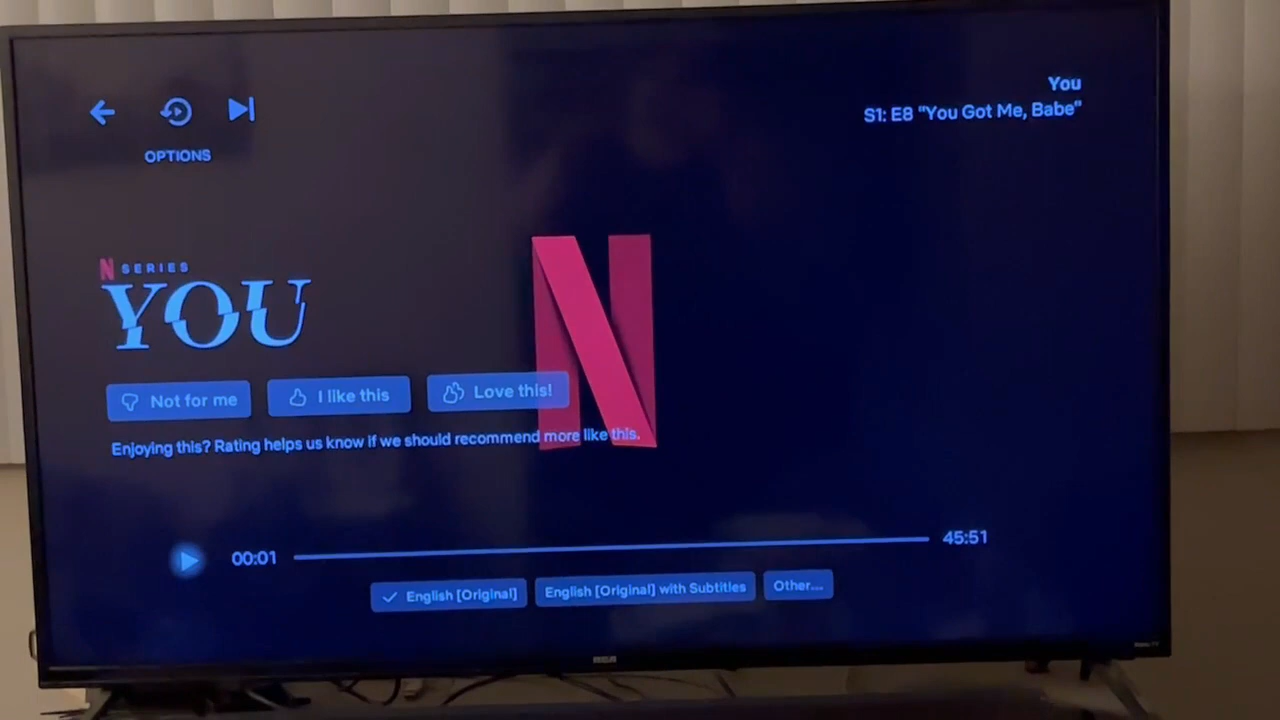 You
S1: E8 "You Got Me, Babe"
OPTIONS
N SERIES
YOU
Not for me
I like this
Love this!
Enjoying this? Rating helps us know if we should recommend more like this.
00:01
45:51
English [Original]
English [Original] with Subtitles
Other...
RCA